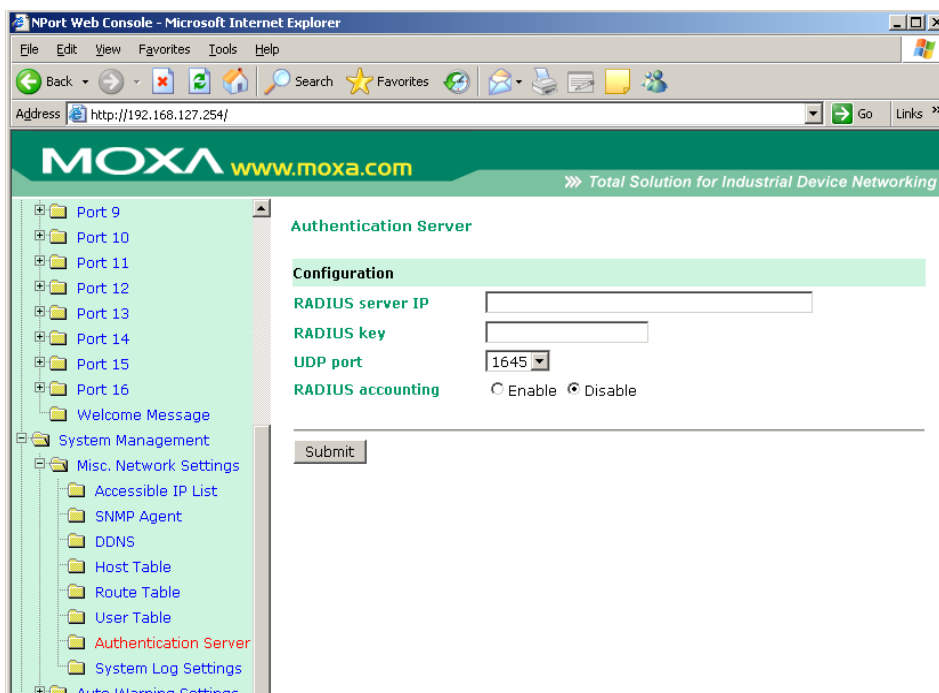 NPort Web Console - Microsoft Internet Explorer
File Edit View Favorites Tools Help
Back Search Favorites
Address http://192.168.127.254/ Go Links »
MOXA www.moxa.com
Total Solution for Industrial Device Networking
Port 9
Port 10
Port 11
Port 12
Port 13
Port 14
Port 15
Port 16
Welcome Message
System Management
Misc. Network Settings
Accessible IP List
SNMP Agent
DDNS
Host Table
Route Table
User Table
Authentication Server
System Log Settings
Auto Warning Settings
Authentication Server
Configuration
RADIUS server IP
RADIUS key
UDP port 1645
RADIUS accounting Enable Disable
Submit